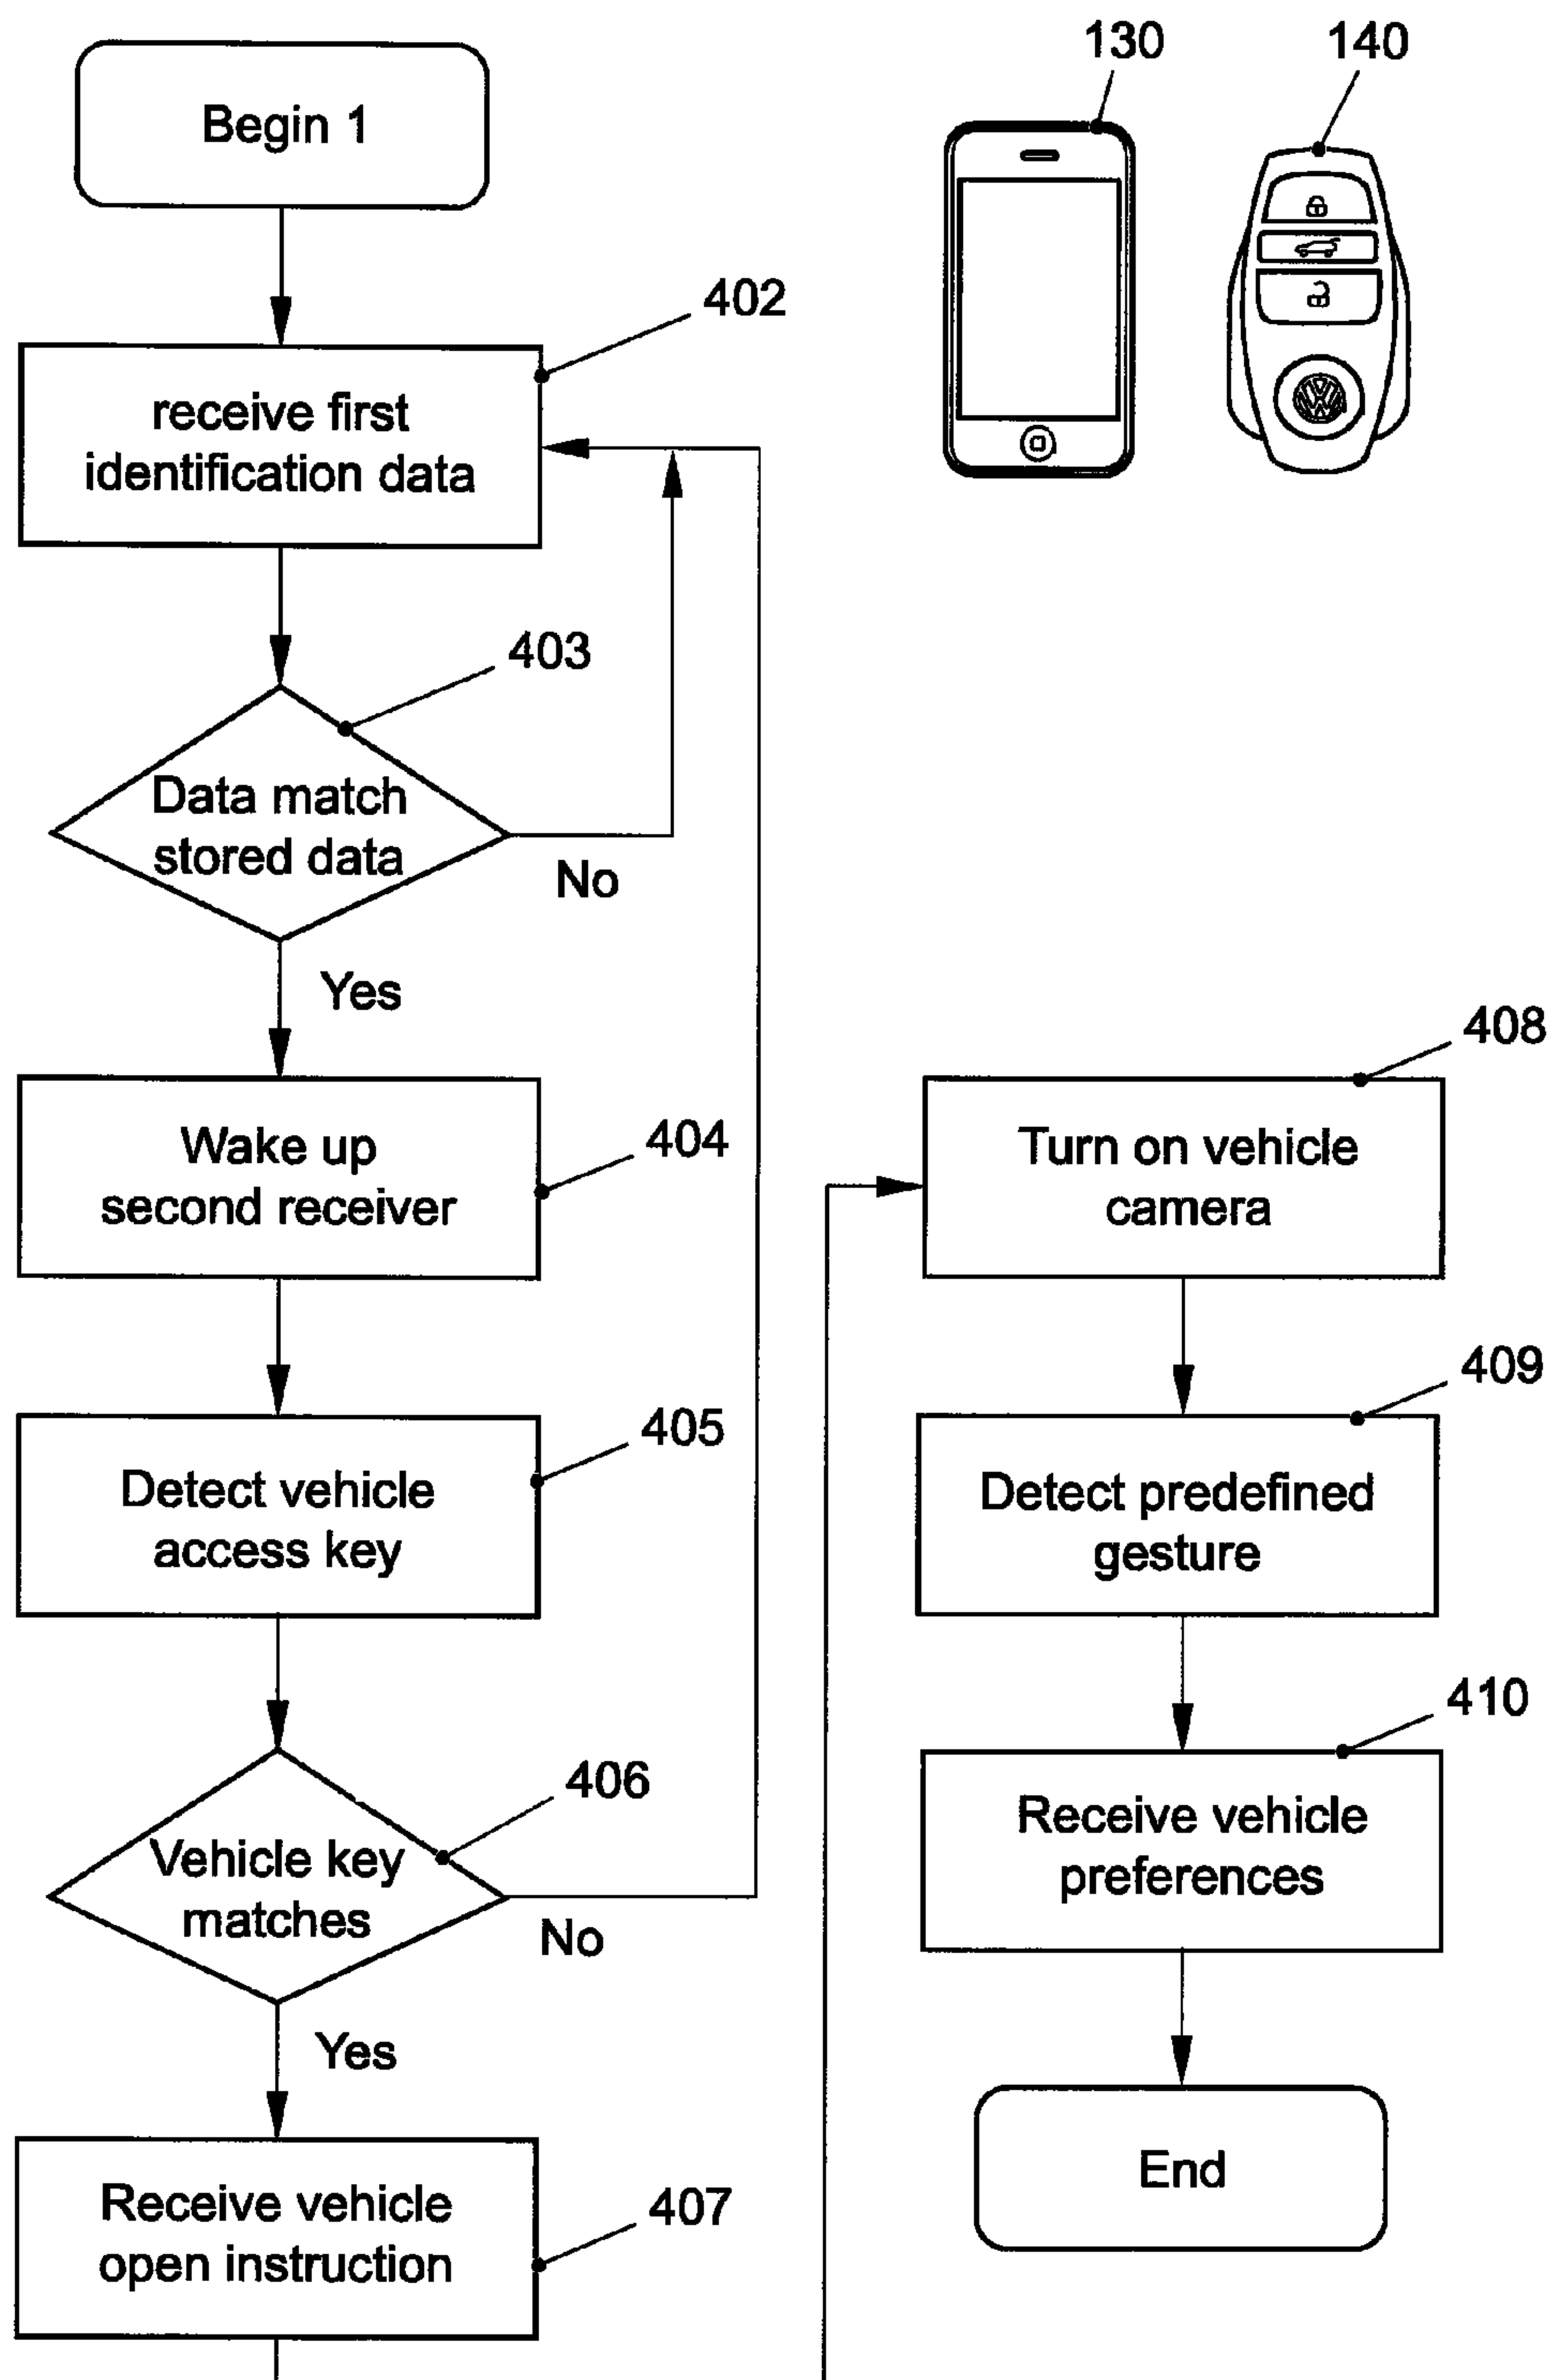 Begin 1
130
140
402
receive first
identification data
403
Data match
stored data
No
Yes
404
Wake up
second receiver
405
Detect vehicle
access key
406
Vehicle key
matches
No
Yes
407
Receive vehicle
open instruction
408
Turn on vehicle
camera
409
Detect predefined
gesture
410
Receive vehicle
preferences
End
VW